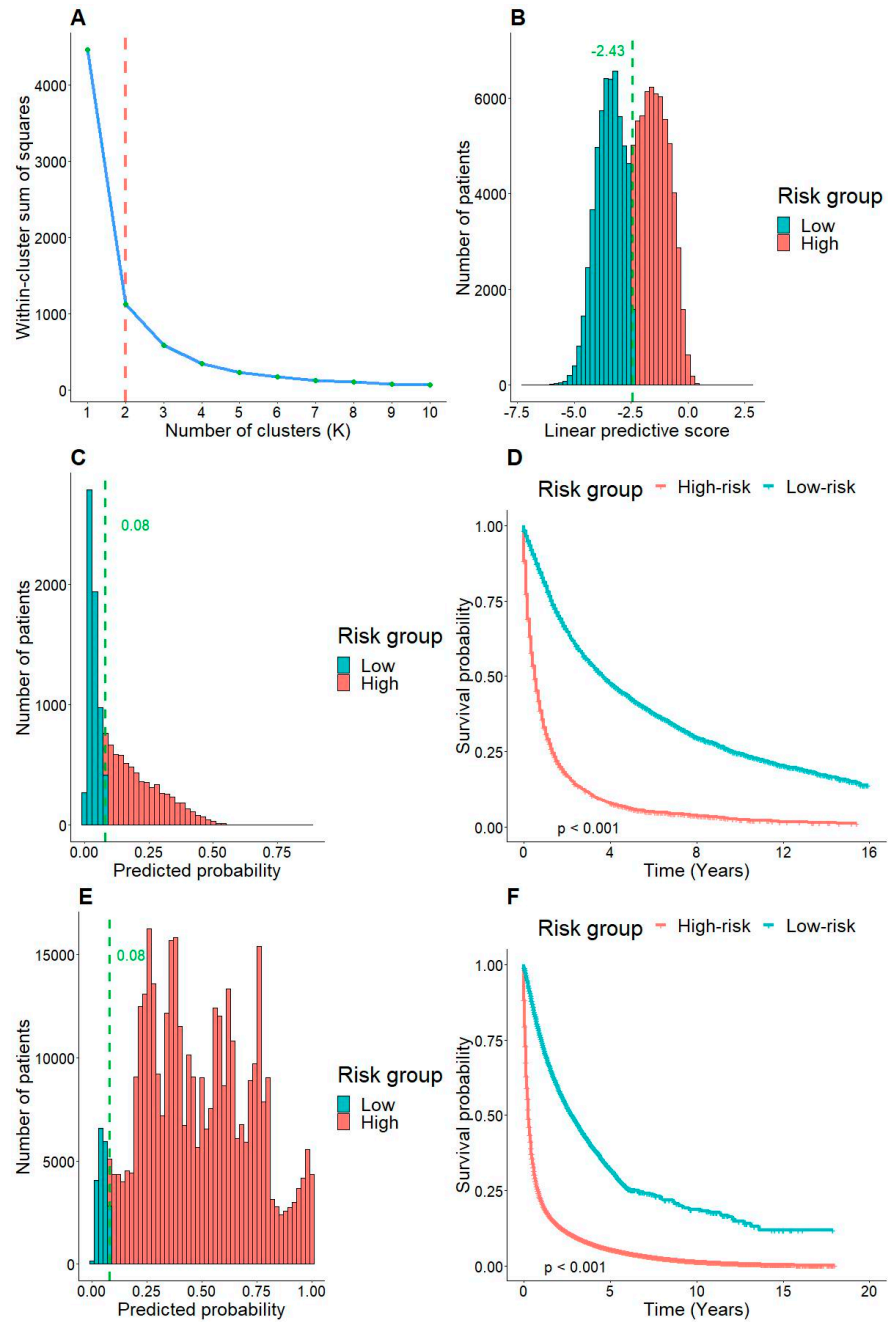 A
Within-cluster sum of squares
4000
3000
2000
1000
0
1 2 3 4 5 6 7 8 9 10
Number of clusters (K)
B
-2.43
Number of patients
6000
4000
2000
0
-7.5 -5.0 -2.5 0.0 2.5
Linear predictive score
Risk group
Low
High
C
0.08
Number of patients
2000
1000
0
0.00 0.25 0.50 0.75
Predicted probability
Risk group
Low
High
D
Risk group High-risk Low-risk
Survival probability
1.00
0.75
0.50
0.25
0.00
p < 0.001
0 4 8 12 16
Time (Years)
E
0.08
Number of patients
15000
10000
5000
0
0.00 0.25 0.50 0.75 1.00
Predicted probability
Risk group
Low
High
F
Risk group High-risk Low-risk
Survival probability
1.00
0.75
0.50
0.25
0.00
p < 0.001
0 5 10 15 20
Time (Years)